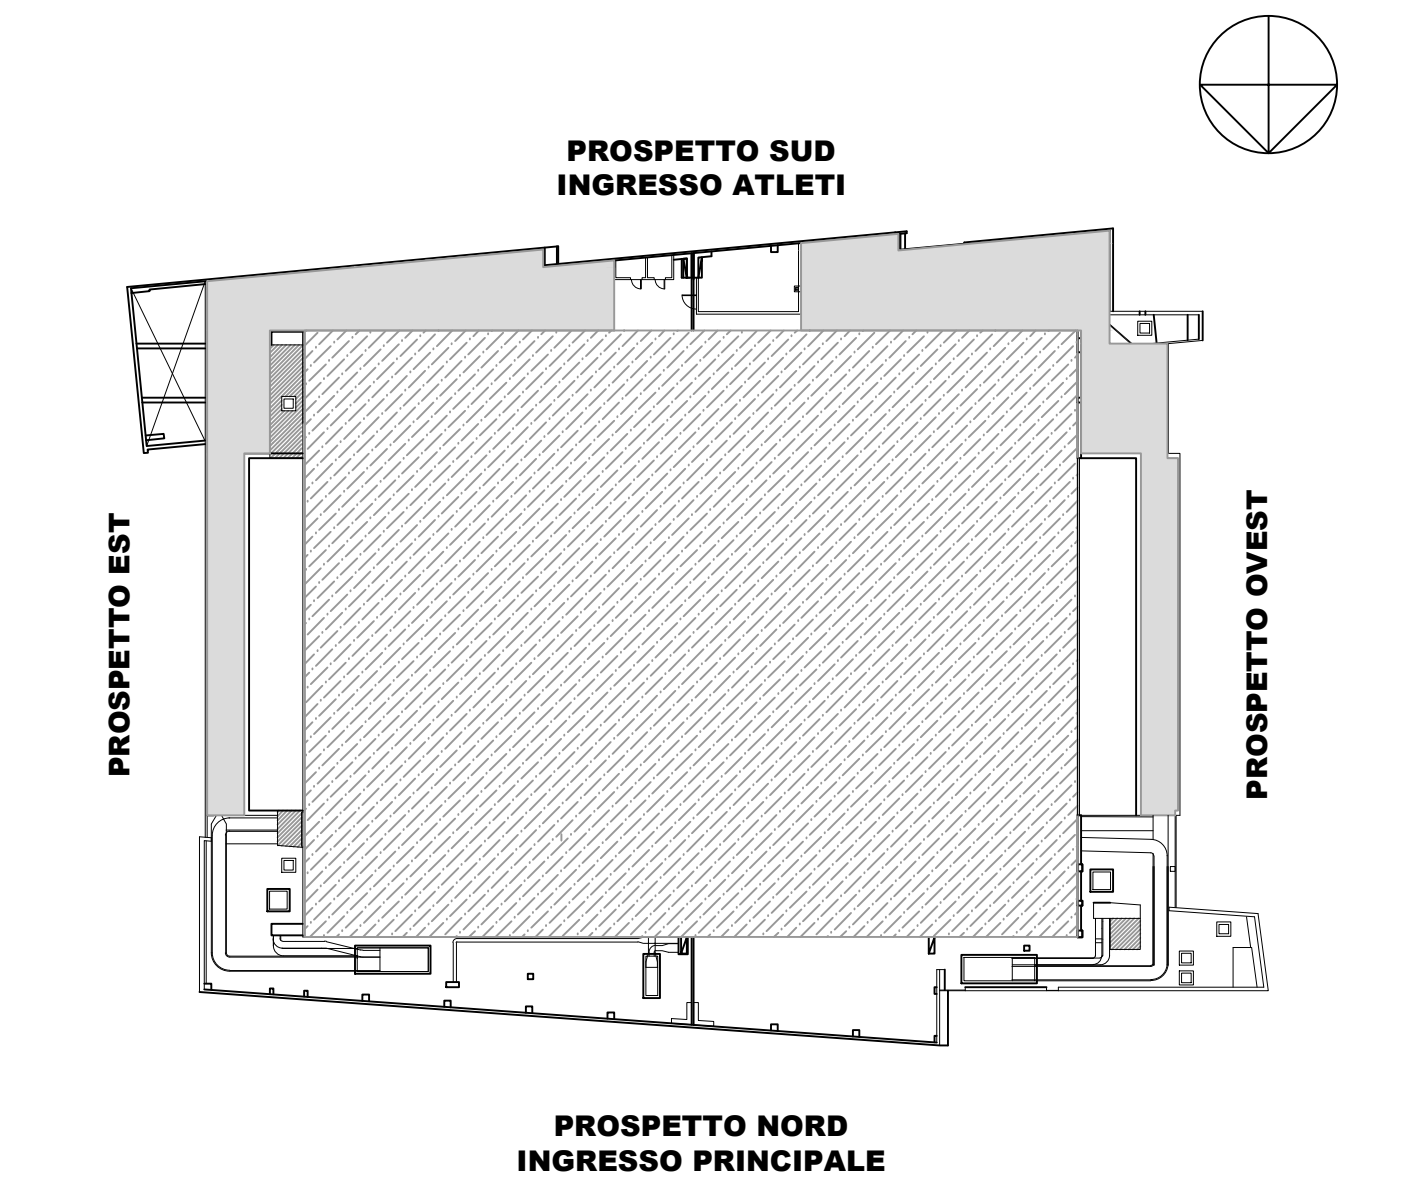 PROSPETTO SUD
INGRESSO ATLETI
PROSPETTO EST
PROSPETTO OVEST
PROSPETTO NORD
INGRESSO PRINCIPALE